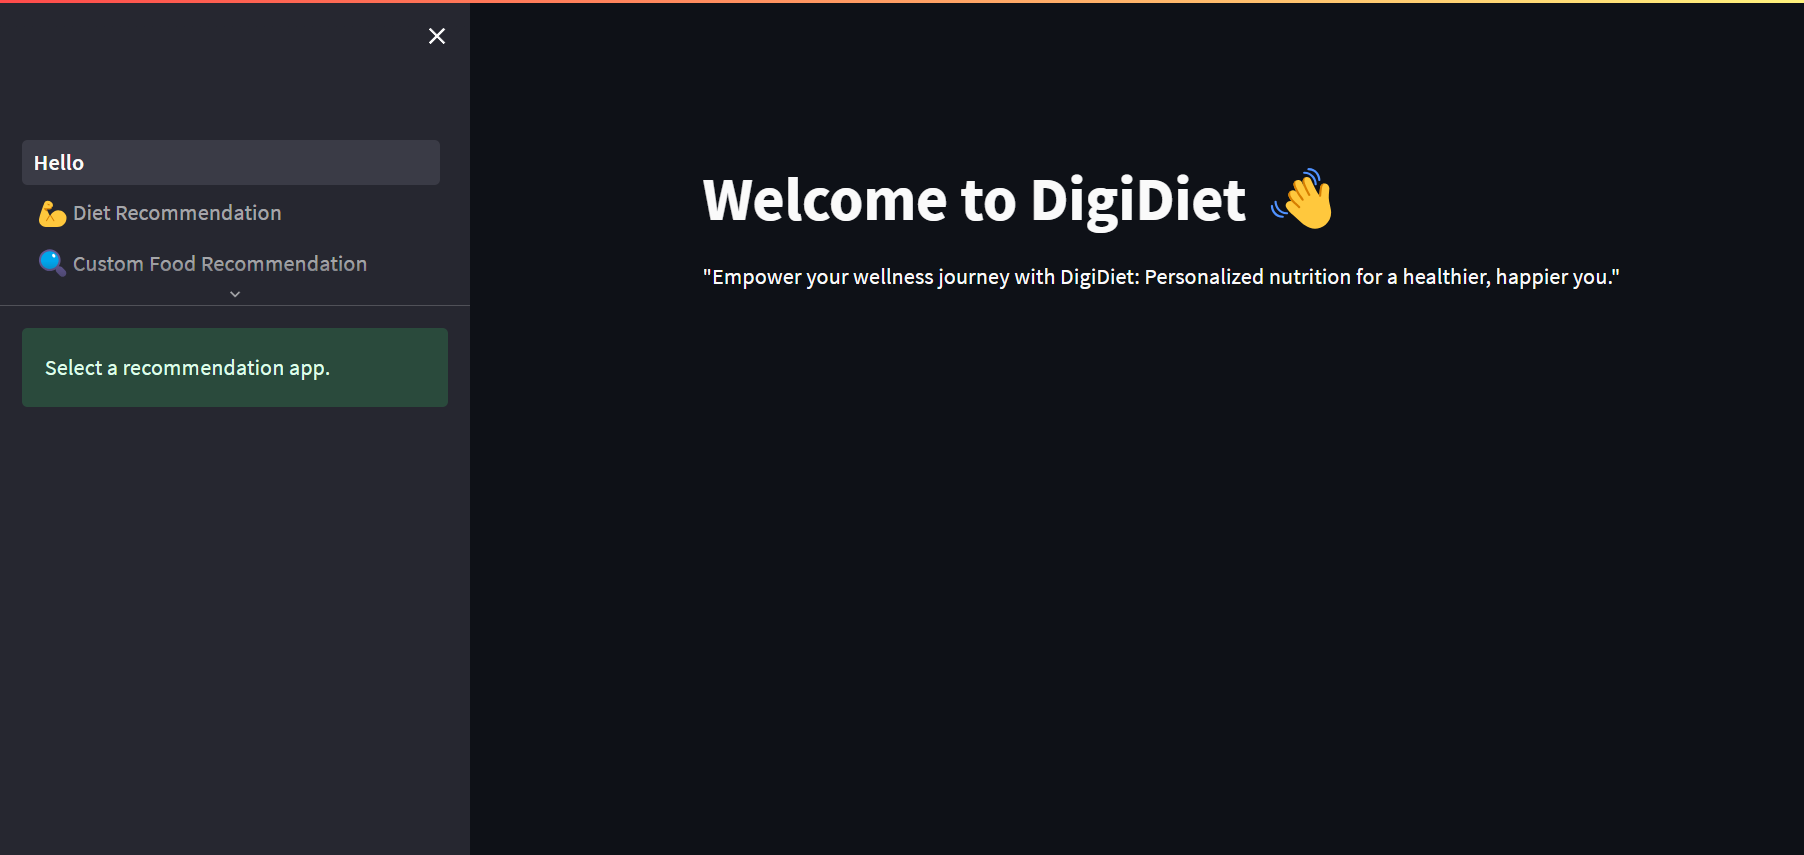 Hello
Diet Recommendation
Custom Food Recommendation
Select a recommendation app.
Welcome to DigiDiet
"Empower your wellness journey with DigiDiet: Personalized nutrition for a healthier, happier you."